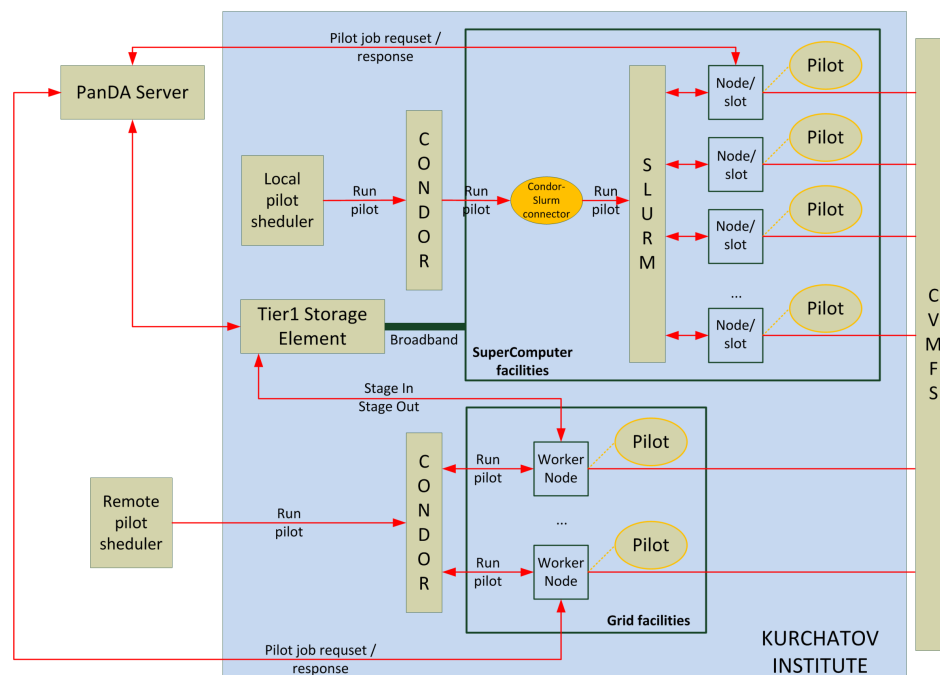 Pilot job requset /
response
PanDA Server
Local
pilot
sheduler
Run
pilot
C
O
N
D
O
R
Run
pilot
Condor-
Slurm
connector
Run
pilot
S
L
U
R
M
Node/
slot
Pilot
Node/
slot
Pilot
Node/
slot
Pilot
...
Node/
slot
Pilot
Tier1 Storage
Element
Broadband
SuperComputer
facilities
C
V
M
F
S
Stage In
Stage Out
Remote
pilot
sheduler
Run
pilot
C
O
N
D
O
R
Run
pilot
Worker
Node
Pilot
...
Run
pilot
Worker
Node
Pilot
Grid facilities
Pilot job requset /
response
KURCHATOV
INSTITUTE